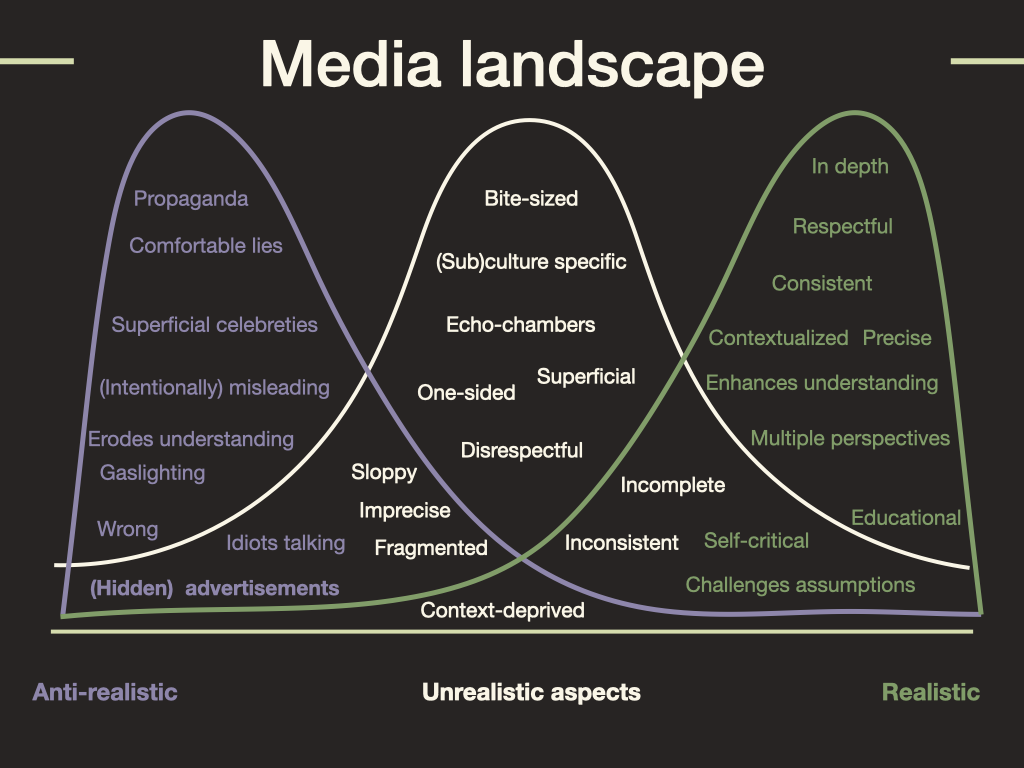 Media landscape
Propaganda
Comfortable lies
Superficial celebreties
(Intentionally) misleading
Erodes understanding
Gaslighting
Wrong
Idiots talking
(Hidden) advertisements
Bite-sized
(Sub)culture specific
Echo-chambers
One-sided
Superficial
Disrespectful
Sloppy
Imprecise
Fragmented
Incomplete
Inconsistent
Context-deprived
In depth
Respectful
Consistent
Contextualized Precise
Enhances understanding
Multiple perspectives
Educational
Self-critical
Challenges assumptions
Anti-realistic
Unrealistic aspects
Realistic